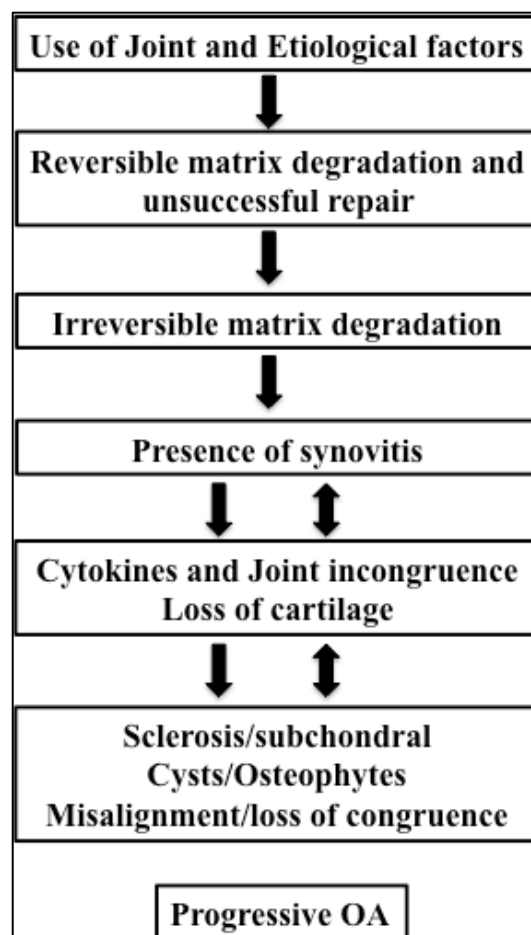 Use of Joint and Etiological factors
Reversible matrix degradation and
unsuccessful repair
Irreversible matrix degradation
Presence of synovitis
Cytokines and Joint incongruence
Loss of cartilage
Sclerosis/subchondral
Cysts/Osteophytes
Misalignment/loss of congruence
Progressive OA